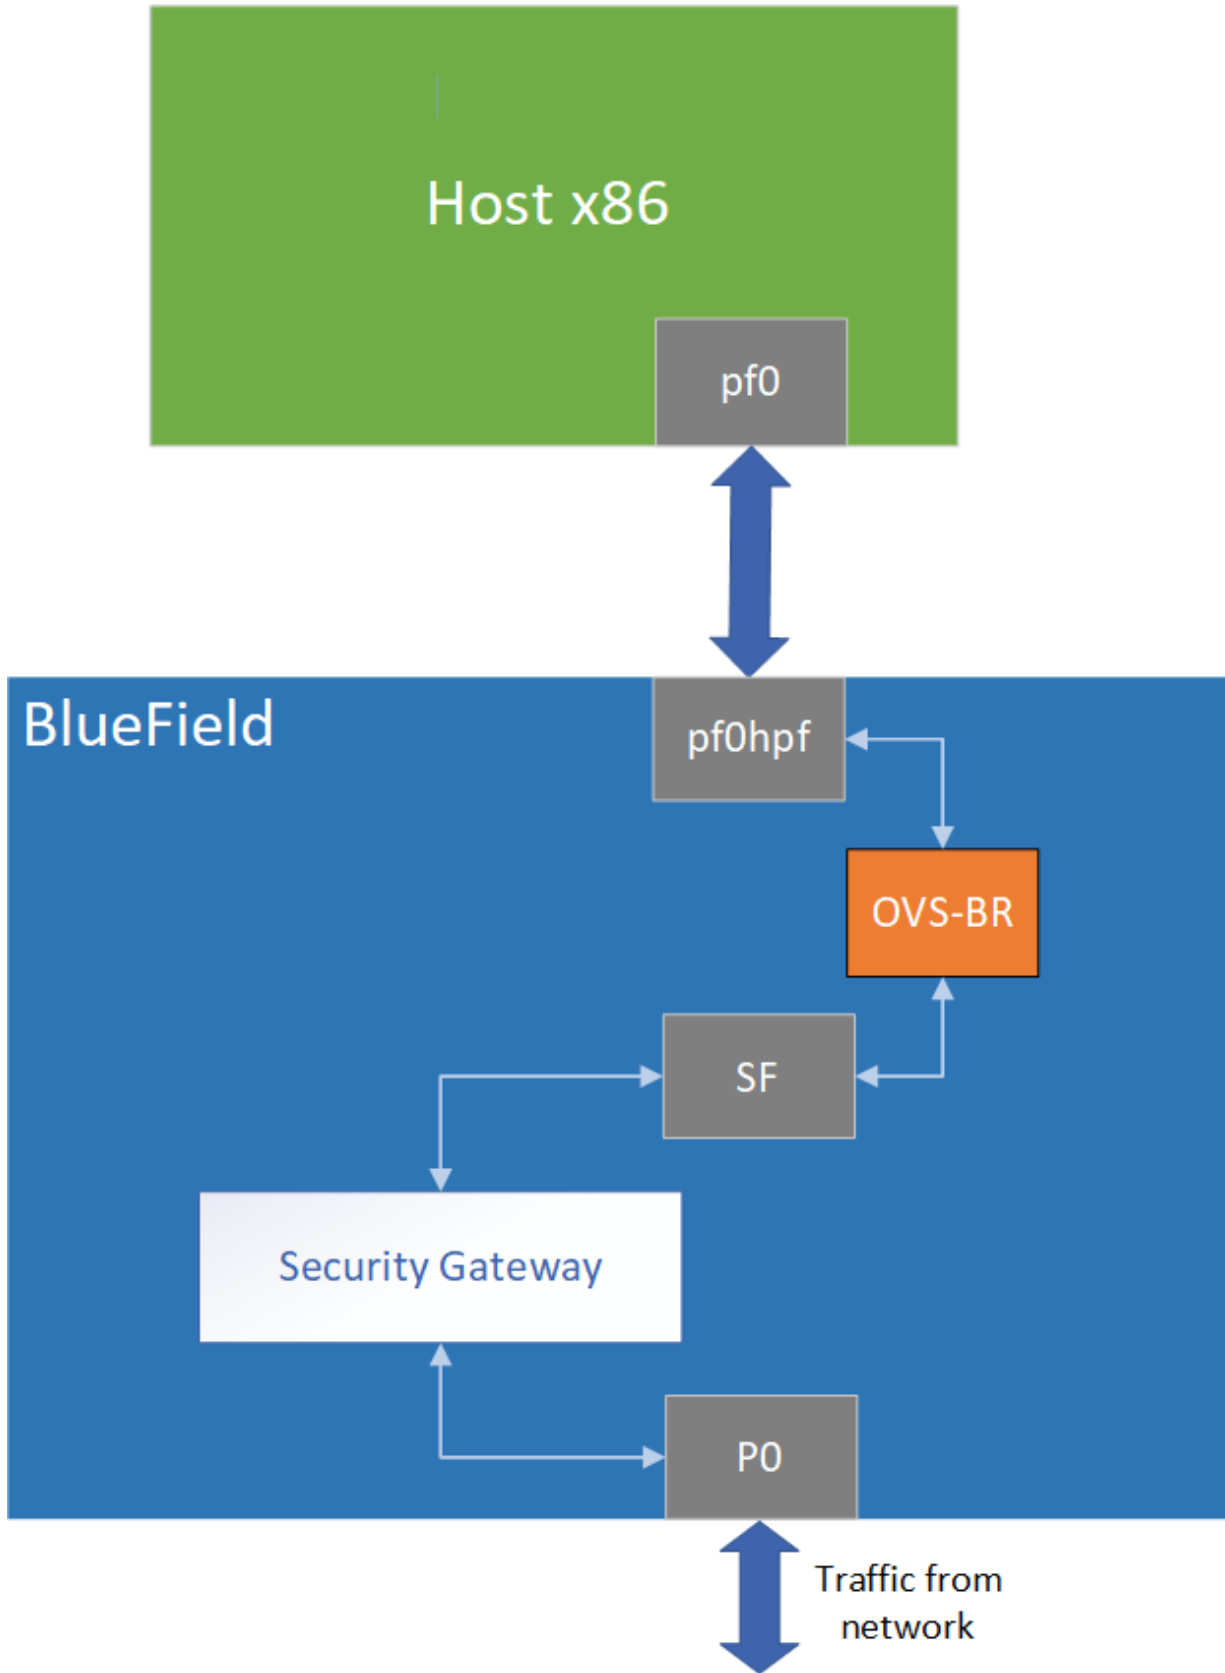 Host x86
pf0
BlueField
pf0hpf
OVS-BR
SF
Security Gateway
P0
Traffic from
network